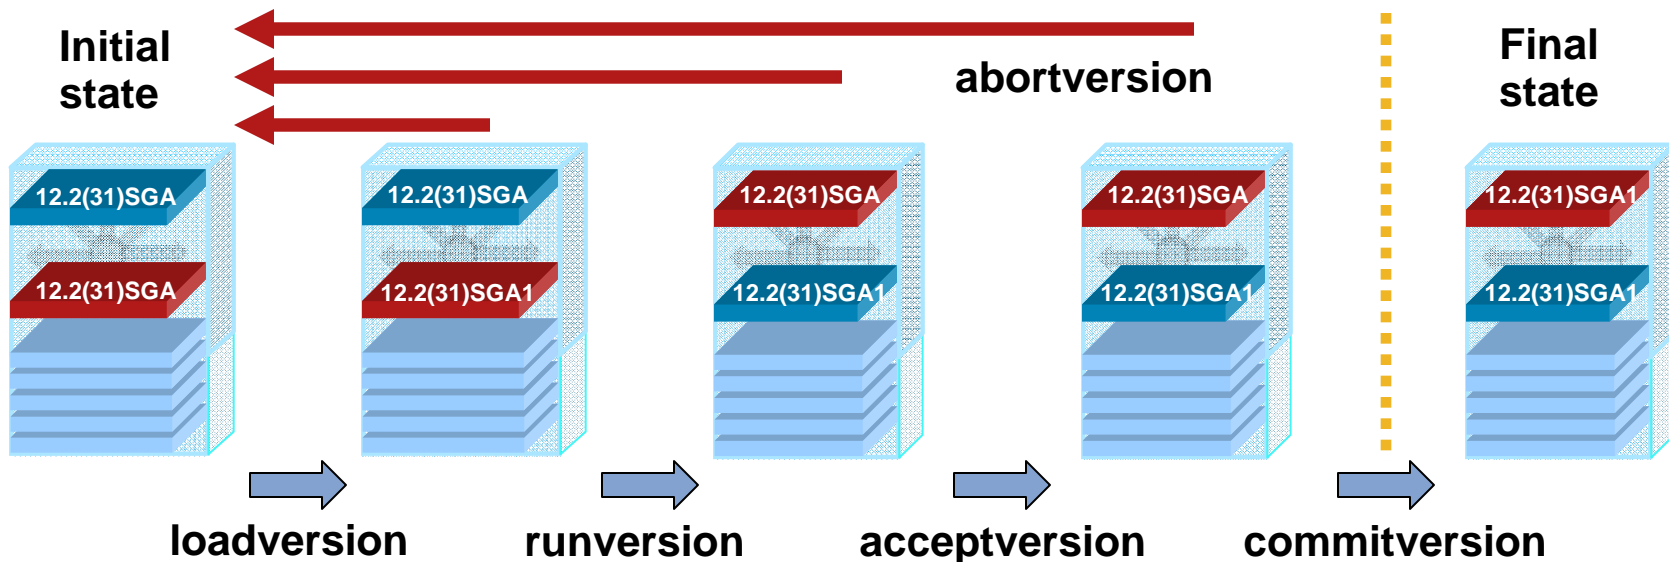 Initial
state
abortversion
Final
state
12.2(31)SGA
12.2(31)SGA
12.2(31)SGA
12.2(31)SGA1
12.2(31)SGA
12.2(31)SGA1
12.2(31)SGA
12.2(31)SGA1
12.2(31)SGA1
12.2(31)SGA1
loadversion
runversion
acceptversion
commitversion